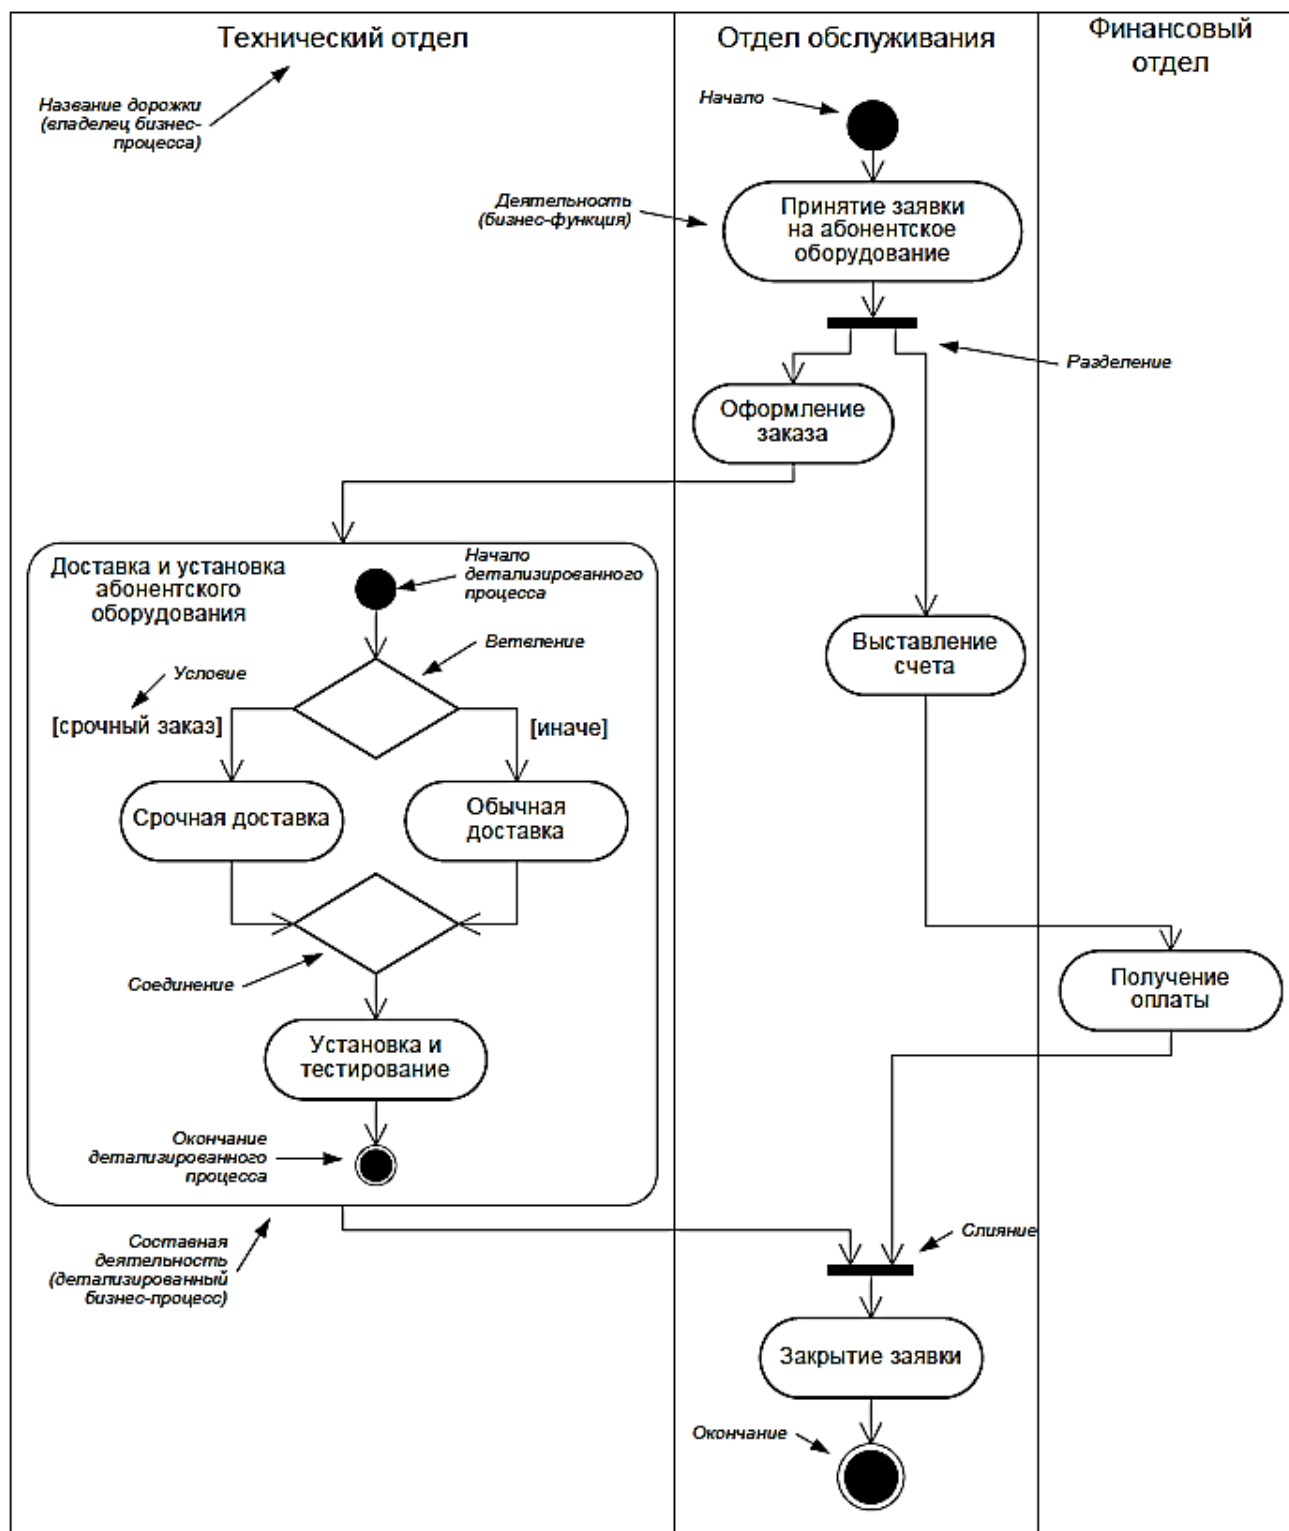 Технический отдел
Отдел обслуживания
Финансовый
отдел
Название дорожки
(владелец бизнес-
процесса)
Начало
Деятельность
(бизнес-функция)
Принятие заявки
на абонентское
оборудование
Разделение
Оформление
заказа
Доставка и установка
абонентского
оборудования
Начало
детализированного
процесса
Ветвление
Условие
[срочный заказ]
[иначе]
Выставление
счета
Срочная доставка
Обычная
доставка
Соединение
Получение
оплаты
Установка и
тестирование
Окончание
детализированного
процесса
Составная
деятельность
(детализированный
бизнес-процесс)
Слияние
Закрытие заявки
Окончание